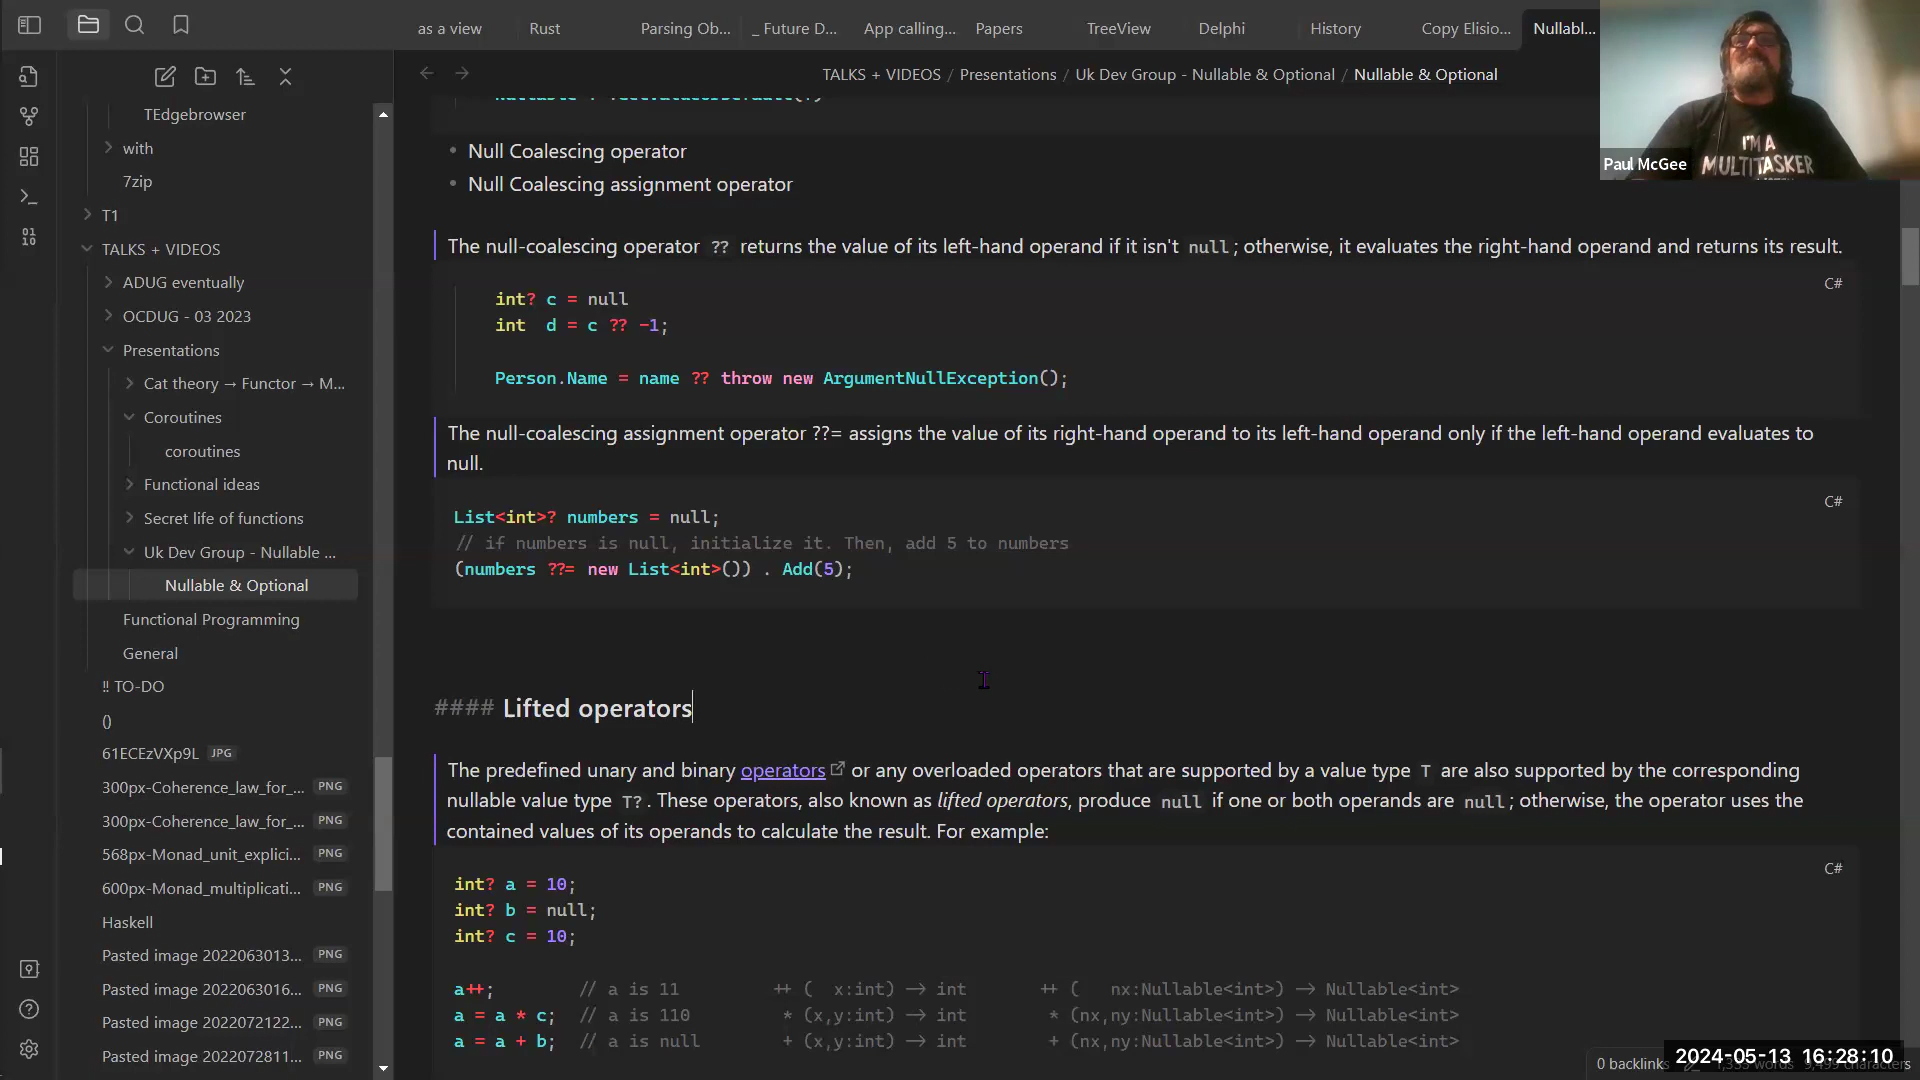 as a view
Rust
Parsing Ob...
_ Future D...
App calling...
Papers
TreeView
Delphi
History
Copy Elisio...
Nullabl...
TALKS + VIDEOS / Presentations / Uk Dev Group - Nullable & Optional / Nullable & Optional
TEdgebrowser
with
7zip
T1
TALKS + VIDEOS
ADUG eventually
OCDUG - 03 2023
Presentations
Cat theory → Functor → M...
Coroutines
coroutines
Functional ideas
Secret life of functions
Uk Dev Group - Nullable ...
Nullable & Optional
Functional Programming
General
!! TO-DO
()
61ECEzVXp9L JPG
300px-Coherence_law_for_... PNG
300px-Coherence_law_for_... PNG
568px-Monad_unit_explici... PNG
600px-Monad_multiplicati... PNG
Haskell
Pasted image 2022063013... PNG
Pasted image 2022063016... PNG
Pasted image 2022072122... PNG
Pasted image 2022072811... PNG
• Null Coalescing operator
• Null Coalescing assignment operator
The null-coalescing operator ?? returns the value of its left-hand operand if it isn't null; otherwise, it evaluates the right-hand operand and returns its result.
C#
int? c = null
int  d = c ?? -1;
Person.Name = name ?? throw new ArgumentNullException();
The null-coalescing assignment operator ??= assigns the value of its right-hand operand to its left-hand operand only if the left-hand operand evaluates to
null.
C#
List<int>? numbers = null;
// if numbers is null, initialize it. Then, add 5 to numbers
(numbers ??= new List<int>()) . Add(5);
#### Lifted operators
The predefined unary and binary operators or any overloaded operators that are supported by a value type T are also supported by the corresponding
nullable value type T?. These operators, also known as lifted operators, produce null if one or both operands are null; otherwise, the operator uses the
contained values of its operands to calculate the result. For example:
C#
int? a = 10;
int? b = null;
int? c = 10;
a++;        // a is 11         ++ (  x:int) -> int       ++ (   nx:Nullable<int>) -> Nullable<int>
a = a * c;  // a is 110         * (x,y:int) -> int        * (nx,ny:Nullable<int>) -> Nullable<int>
a = a + b;  // a is null        + (x,y:int) -> int        + (nx,ny:Nullable<int>) -> Nullable<int>
I'M A
MULTITASKER
Paul McGee
0 backlinks
2024-05-13 16:28:10